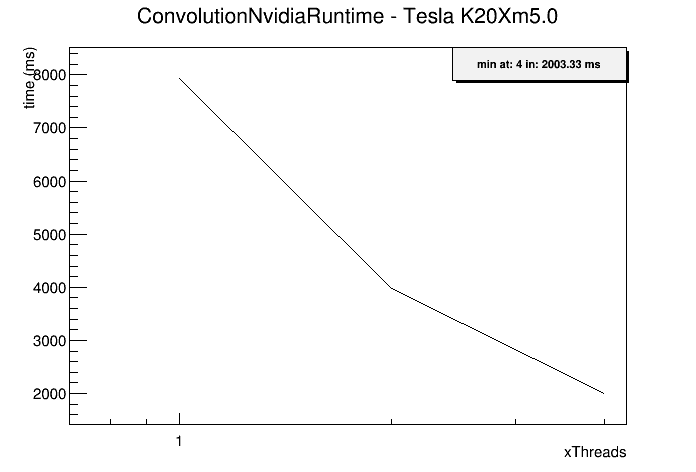 ConvolutionNvidiaRuntime - Tesla K20Xm5.0
time (ms)
min at: 4 in: 2003.33 ms
8000
7000
6000
5000
4000
3000
2000
1
xThreads